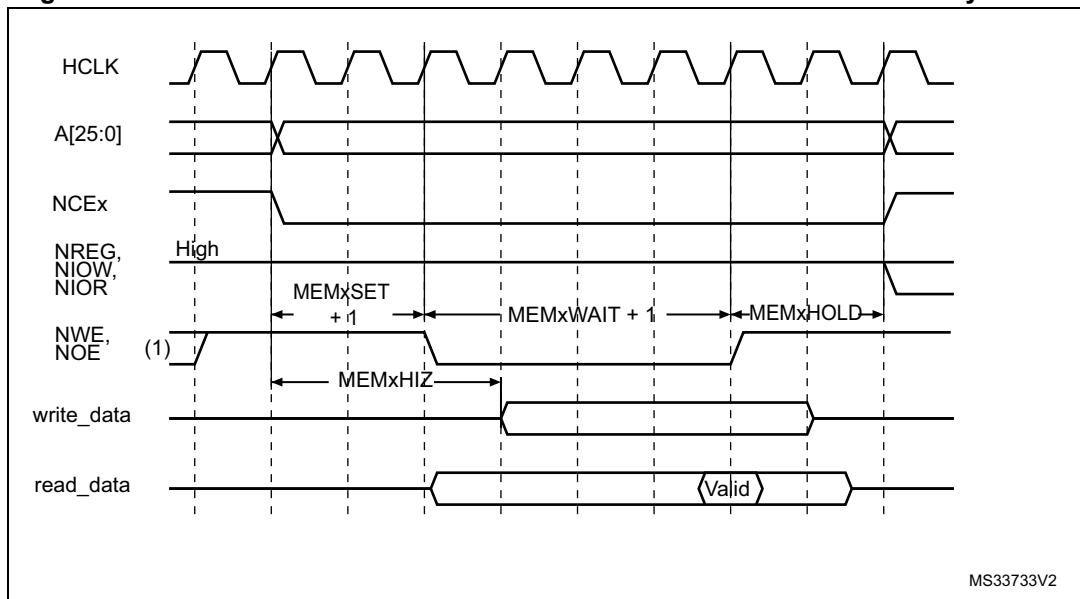 HCLK
A[25:0]
NCEx
NREG, High
NIOW,
NIOR
MEMxSET
+ 1
MEMxWAIT + 1
MEMxHOLD
NWE,
NOE (1)
MEMxHIZ
write_data
read_data
Valid
MS33733V2